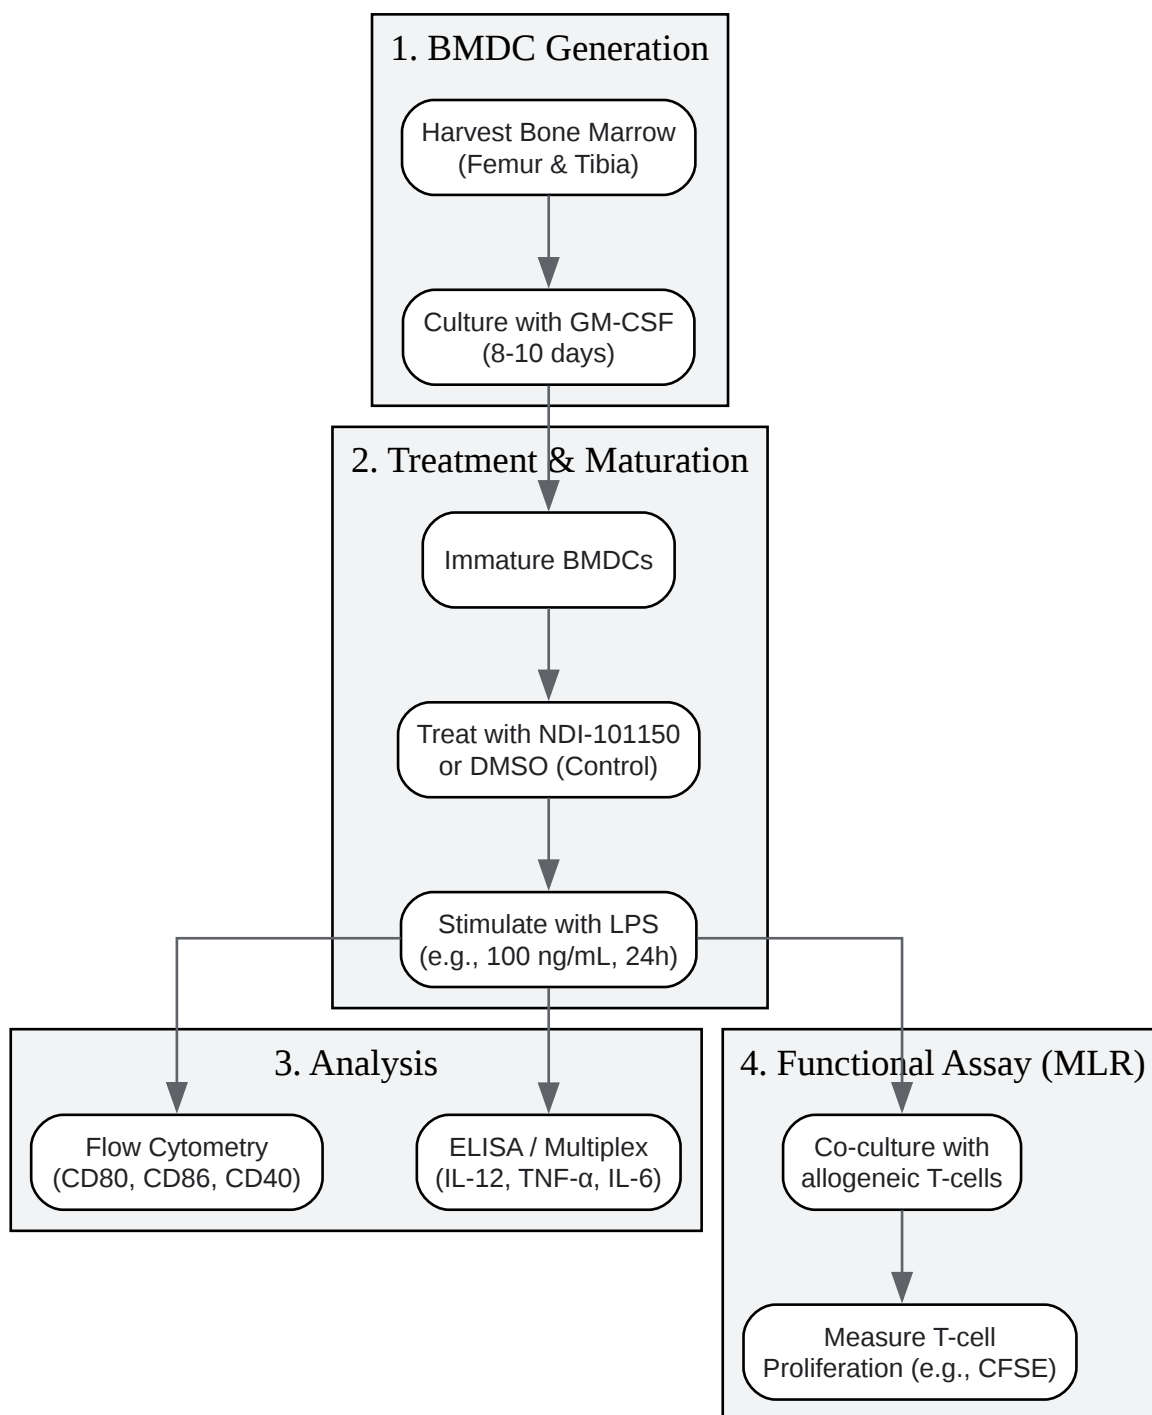 1. BMDC Generation
Harvest Bone Marrow
(Femur & Tibia)
Culture with GM-CSF
(8-10 days)
2. Treatment & Maturation
Immature BMDCs
Treat with NDI-101150
or DMSO (Control)
Stimulate with LPS
(e.g., 100 ng/mL, 24h)
3. Analysis
Flow Cytometry
(CD80, CD86, CD40)
ELISA / Multiplex
(IL-12, TNF-α, IL-6)
4. Functional Assay (MLR)
Co-culture with
allogeneic T-cells
Measure T-cell
Proliferation (e.g., CFSE)